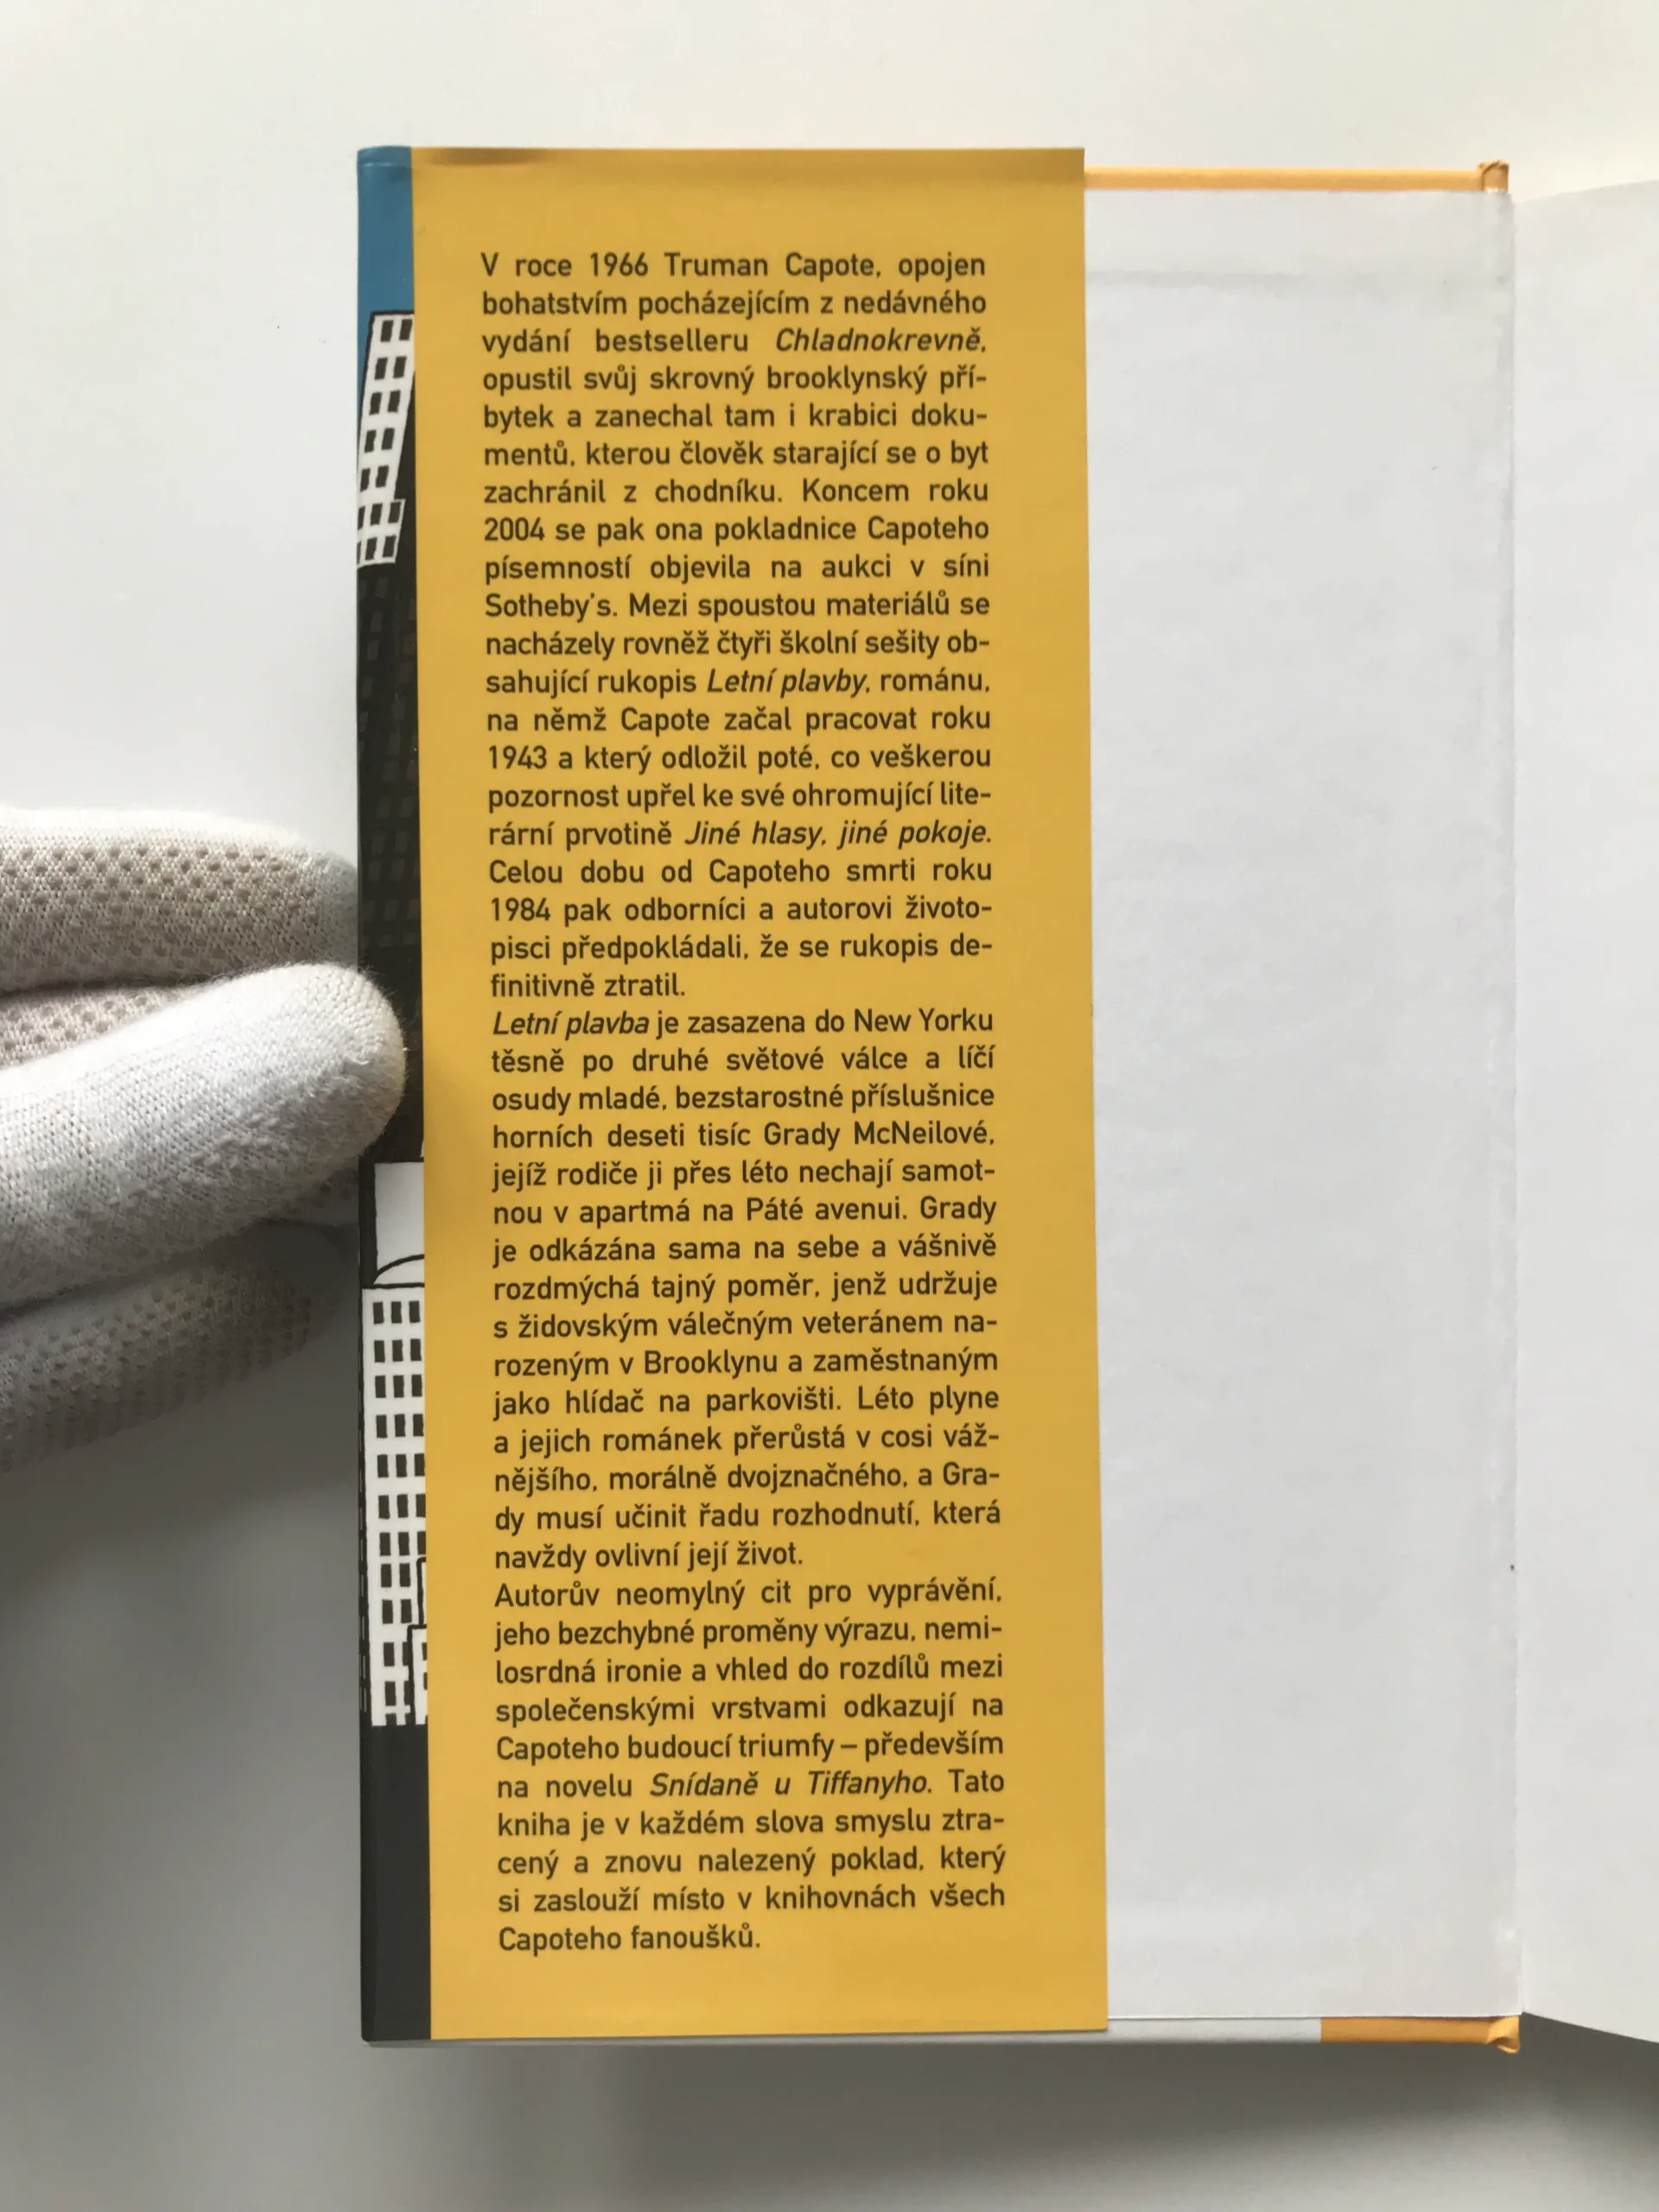 V roce 1966 Truman Capote, opojen
bohatstvím pocházejícím z nedávného
vydání bestselleru Chladnokrevně,
opustil svůj skrovný brooklynský pří-
bytek a zanechal tam i krabici doku-
mentů, kterou člověk starající se o byt
zachránil z chodníku. Koncem roku
2004 se pak ona pokladnice Capoteho
písemností objevila na aukci v síni
Sotheby's. Mezi spoustou materiálů se
nacházely rovněž čtyři školní sešity ob-
sahující rukopis Letní plavby, románu,
na němž Capote začal pracovat roku
1943 a který odložil poté, co veškerou
pozornost upřel ke své ohromující lite-
rární prvotině Jiné hlasy, jiné pokoje.
Celou dobu od Capoteho smrti roku
1984 pak odborníci a autorovi životo-
pisci předpokládali, že se rukopis de-
finitivně ztratil.
Letní plavba je zasazena do New Yorku
těsně po druhé světové válce a líčí
osudy mladé, bezstarostné příslušnice
horních deseti tisíc Grady McNeilové,
jejíž rodiče ji přes léto nechají samot-
nou v apartmá na Páté avenui. Grady
je odkázána sama na sebe a vášnivě
rozdmýchá tajný poměr, jenž udržuje
s židovským válečným veteránem na-
rozeným v Brooklynu a zaměstnaným
jako hlídač na parkovišti. Léto plyne
a jejich románek přerůstá v cosi váž-
nějšího, morálně dvojznačného, a Gra-
dy musí učinit řadu rozhodnutí, která
navždy ovlivní její život.
Autorův neomylný cit pro vyprávění,
jeho bezchybné proměny výrazu, nemi-
losrdná ironie a vhled do rozdílů mezi
společenskými vrstvami odkazují na
Capoteho budoucí triumfy – především
na novelu Snídaně u Tiffanyho. Tato
kniha je v každém slova smyslu ztra-
cený a znovu nalezený poklad, který
si zaslouží místo v knihovnách všech
Capoteho fanoušků.